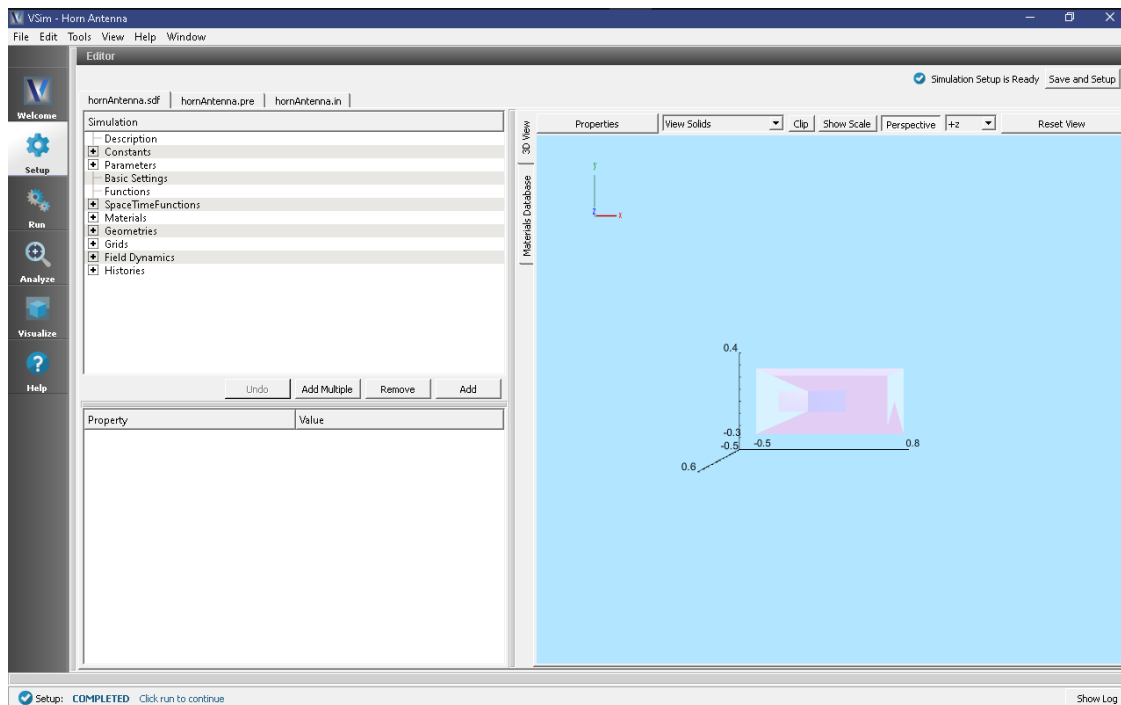 VSim - Horn Antenna
File Edit Tools View Help Window
Editor
Simulation Setup is Ready Save and Setup
hornAntenna.sdf hornAntenna.pre hornAntenna.in
Welcome
Setup
Run
Analyze
Visualize
Help
Simulation
Description
Constants
Parameters
Basic Settings
Functions
SpaceTimeFunctions
Materials
Geometries
Grids
Field Dynamics
Histories
Undo Add Multiple Remove Add
Property Value
3D View
Materials Database
Properties View Solids Clip Show Scale Perspective +z Reset View
y
z x
0.4
-0.3
-0.5 -0.5 0.8
0.6
Setup: COMPLETED Click run to continue Show Log